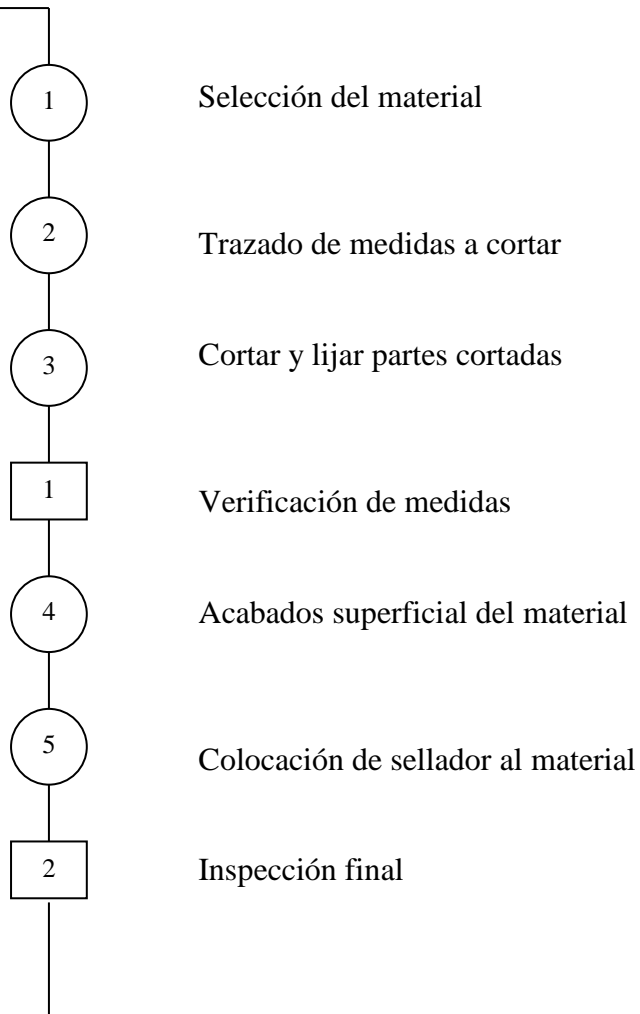 1 Selección del material
2 Trazado de medidas a cortar
3 Cortar y lijar partes cortadas
1 Verificación de medidas
4 Acabados superficial del material
5 Colocación de sellador al material
2 Inspección final